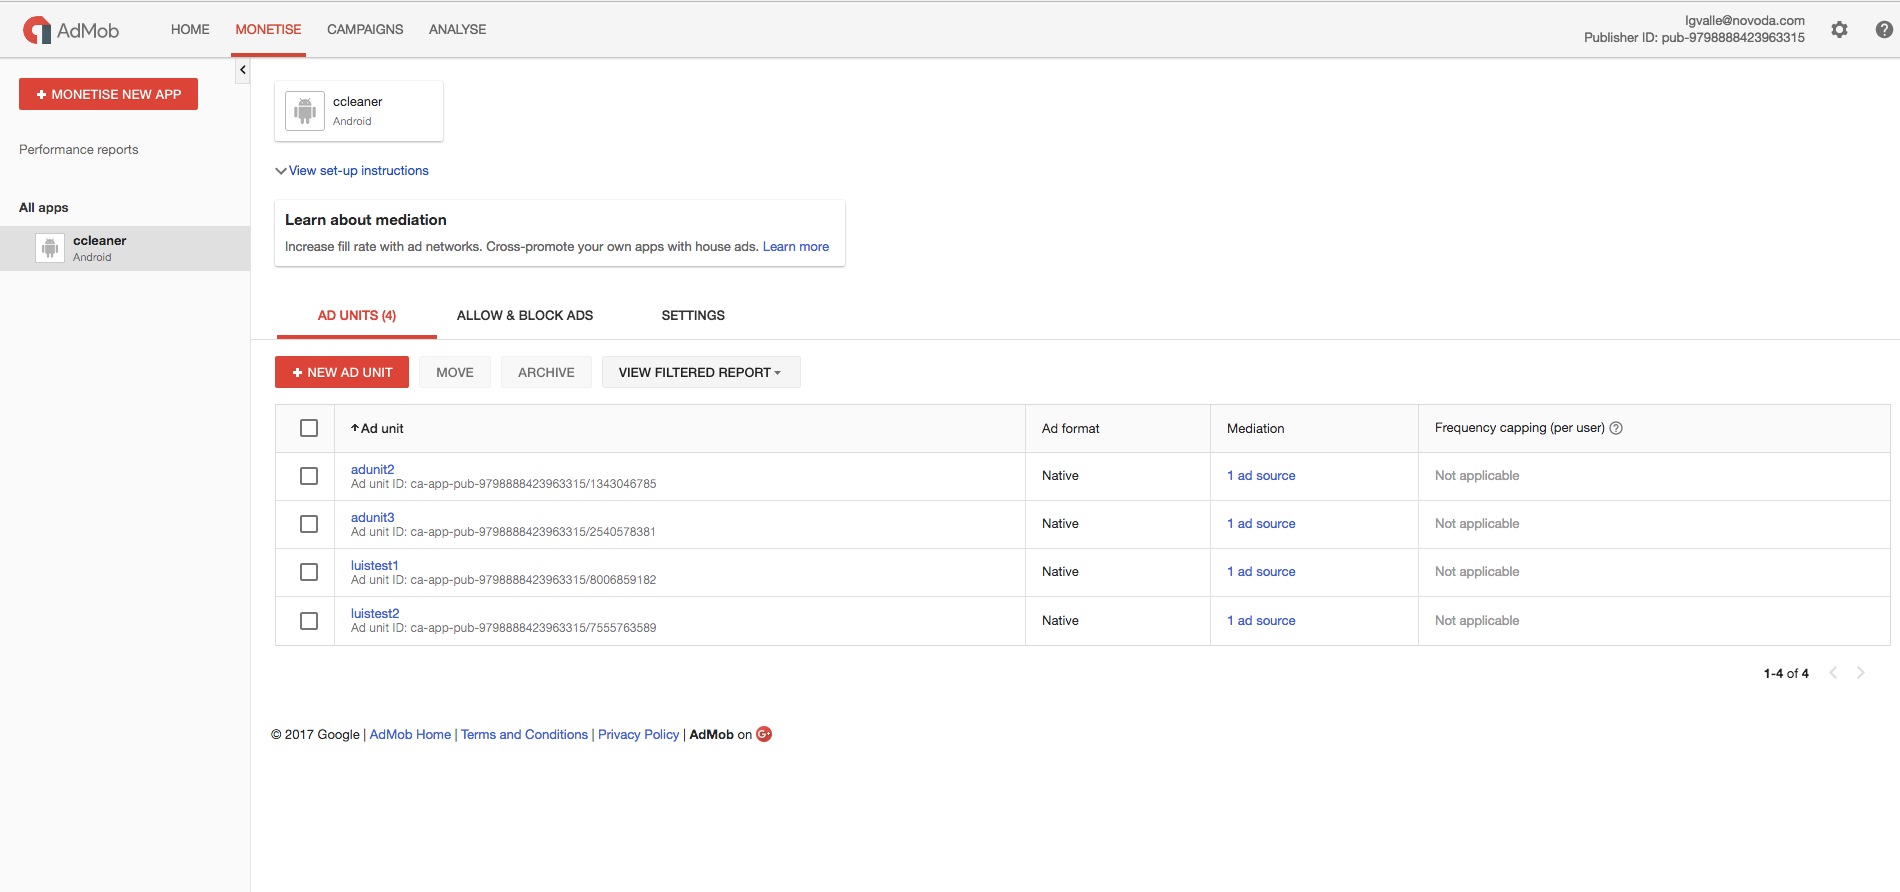 AdMob
HOME MONETISE CAMPAIGNS ANALYSE
lgvalle@novoda.com
Publisher ID: pub-9798888423963315
+ MONETISE NEW APP
Performance reports
All apps
ccleaner
Android
ccleaner
Android
View set-up instructions
Learn about mediation
Increase fill rate with ad networks. Cross-promote your own apps with house ads. Learn more
AD UNITS (4) ALLOW & BLOCK ADS SETTINGS
+ NEW AD UNIT MOVE ARCHIVE VIEW FILTERED REPORT
Ad unit Ad format Mediation Frequency capping (per user) ?
adunit2
Ad unit ID: ca-app-pub-9798888423963315/1343046785
Native 1 ad source Not applicable
adunit3
Ad unit ID: ca-app-pub-9798888423963315/2540578381
Native 1 ad source Not applicable
luistest1
Ad unit ID: ca-app-pub-9798888423963315/8006859182
Native 1 ad source Not applicable
luistest2
Ad unit ID: ca-app-pub-9798888423963315/7555763589
Native 1 ad source Not applicable
1-4 of 4
© 2017 Google | AdMob Home | Terms and Conditions | Privacy Policy | AdMob on G+